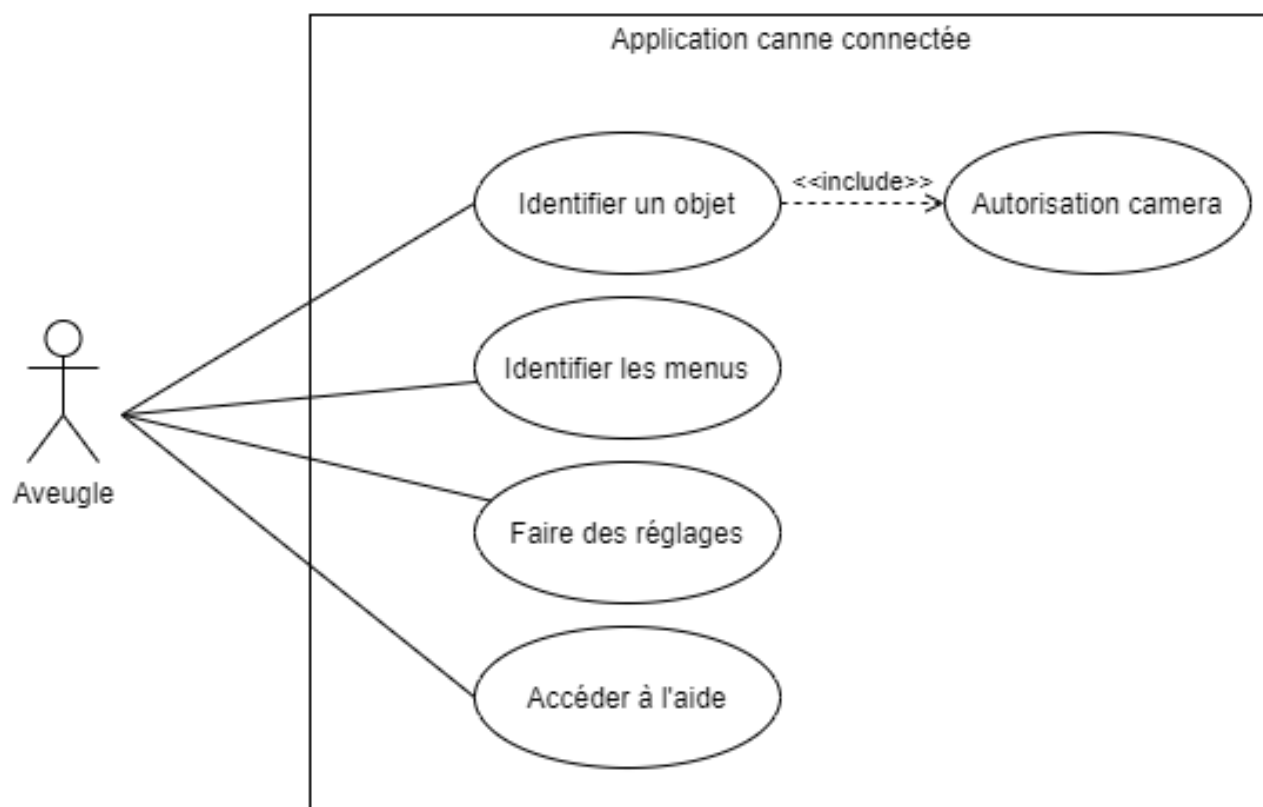 Application canne connectée
Identifier un objet
<<include>>
Autorisation camera
Identifier les menus
Aveugle
Faire des réglages
Accéder à l'aide